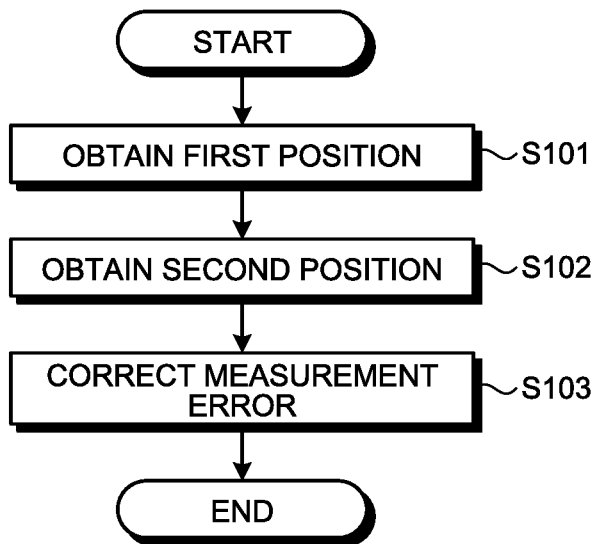 START
OBTAIN FIRST POSITION
S101
OBTAIN SECOND POSITION
S102
CORRECT MEASUREMENT
ERROR
S103
END